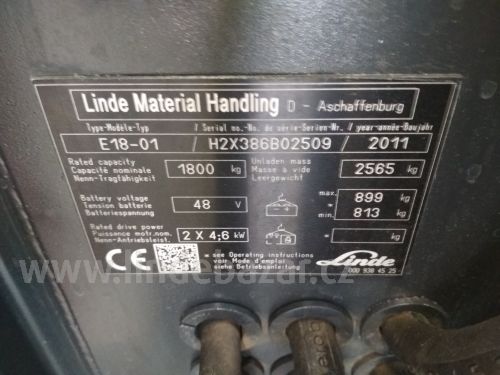 Linde Material Handling D - Aschaffenburg
Type-Modèle-Typ / Serial no.-No. de série-Serien-Nr. / year-année-Baujahr
E18-01 / H2X386B02509 / 2011
Rated capacity
Capacité nominale
Nenn-Tragfähigkeit
1800 kg
Unladen mass
Masse à vide
Leergewicht
2565 kg
Battery voltage
Tension batterie
Batteriespannung
48 V
max. 899 kg
min. 813 kg
Rated drive power
Puissance motr.nom.
Nenn-Antriebsleist.
2 X 4;6 kW
* kg
CE
* see Operating instructions
voir Mode d'emploi
siehe Betriebsanleitung
Linde
000 938 45 25
www.lindebazar.cz